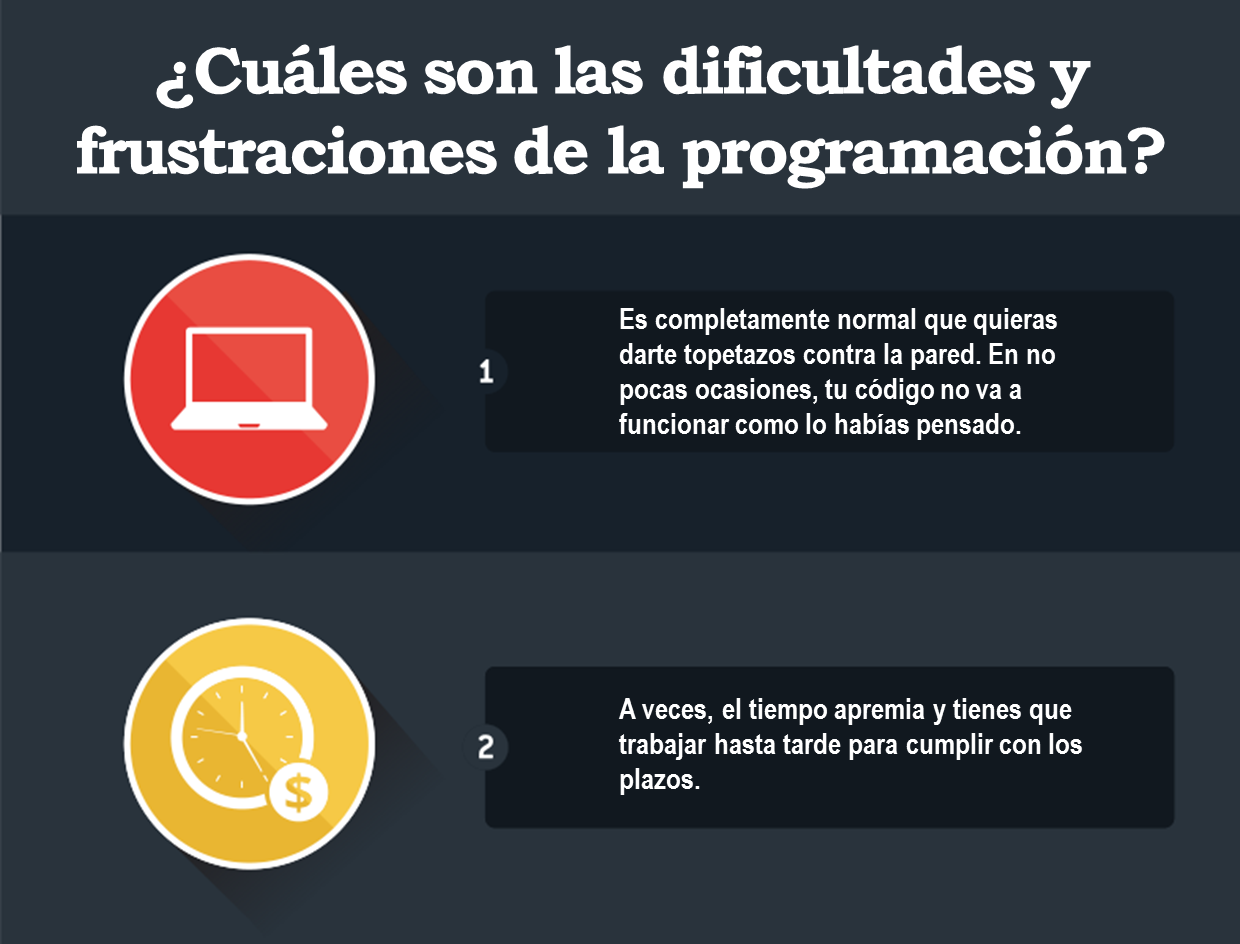 ¿Cuáles son las dificultades y
frustraciones de la programación?
1
Es completamente normal que quieras
darte topetazos contra la pared. En no
pocas ocasiones, tu código no va a
funcionar como lo habías pensado.
$
2
A veces, el tiempo apremia y tienes que
trabajar hasta tarde para cumplir con los
plazos.